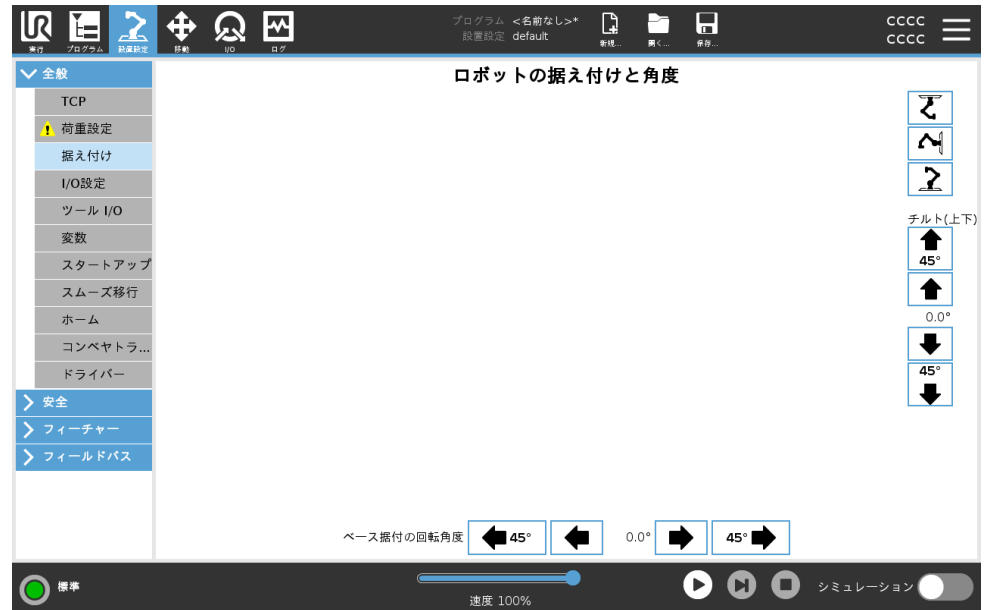 UR
実行
プログラム
設置設定
移動
I/O
ログ
プログラム <名前なし>*
設置設定 default
新規...
開く...
保存...
CCCC
CCCC
全般
TCP
荷重設定
据え付け
I/O設定
ツール I/O
変数
スタートアップ
スムーズ移行
ホーム
コンベヤトラ...
ドライバー
安全
フィーチャー
フィールドバス
ロボットの据え付けと角度
チルト(上下)
45°
0.0°
45°
ベース据付の回転角度
45°
0.0°
45°
標準
速度 100%
シミュレーション